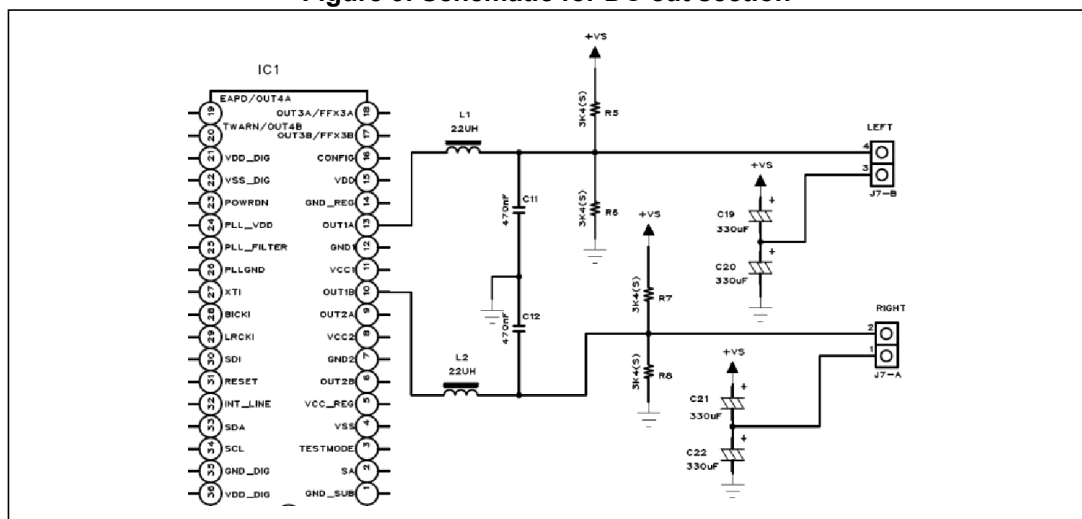 Figure 6. Schematic for DC-cut section
IC1
EAPD/OUT4A
19
OUT3A/FFX3A
18
TWARN/OUT4B
20
OUT3B/FFX3B
17
21
VDD_DIG
CONFIG
16
22
VSS_DIG
VDD
15
23
POWRDN
GND_REG
14
24
PLL_VDD
OUT1A
13
25
PLL_FILTER
GND1
12
26
PLLGND
VCC1
11
27
XTI
OUT1B
10
28
BICKI
OUT2A
9
29
LRCKI
VCC2
8
30
SDI
GND2
7
31
RESET
OUT2B
6
32
INT_LINE
VCC_REG
5
33
SDA
VSS
4
34
SCL
TESTMODE
3
35
GND_DIG
SA
2
36
VDD_DIG
GND_SUB
1
L1
22UH
L2
22UH
470nF
C11
470nF
C12
+VS
3K4(S)
R5
3K4(S)
R6
+VS
3K4(S)
R7
3K4(S)
R8
LEFT
4
3
J7-B
+VS
+
C19
330uF
+
C20
330uF
RIGHT
2
1
J7-A
+VS
+
C21
330uF
+
C22
330uF